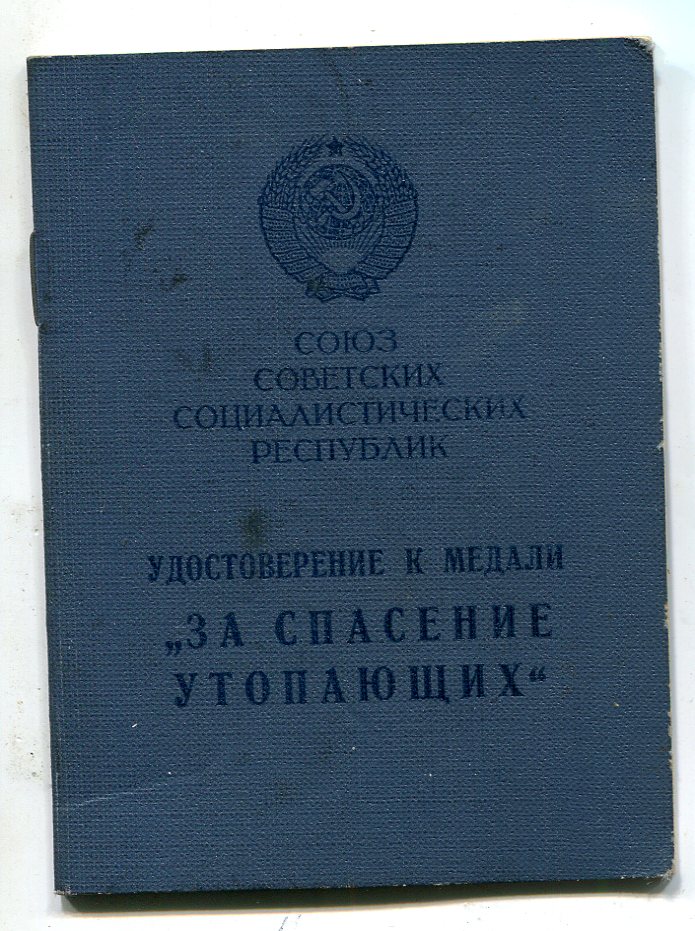 СОЮЗ
СОВЕТСКИХ
СОЦИАЛИСТИЧЕСКИХ
РЕСПУБЛИК
УДОСТОВЕРЕНИЕ К МЕДАЛИ
„ЗА СПАСЕНИЕ
УТОПАЮЩИХ“